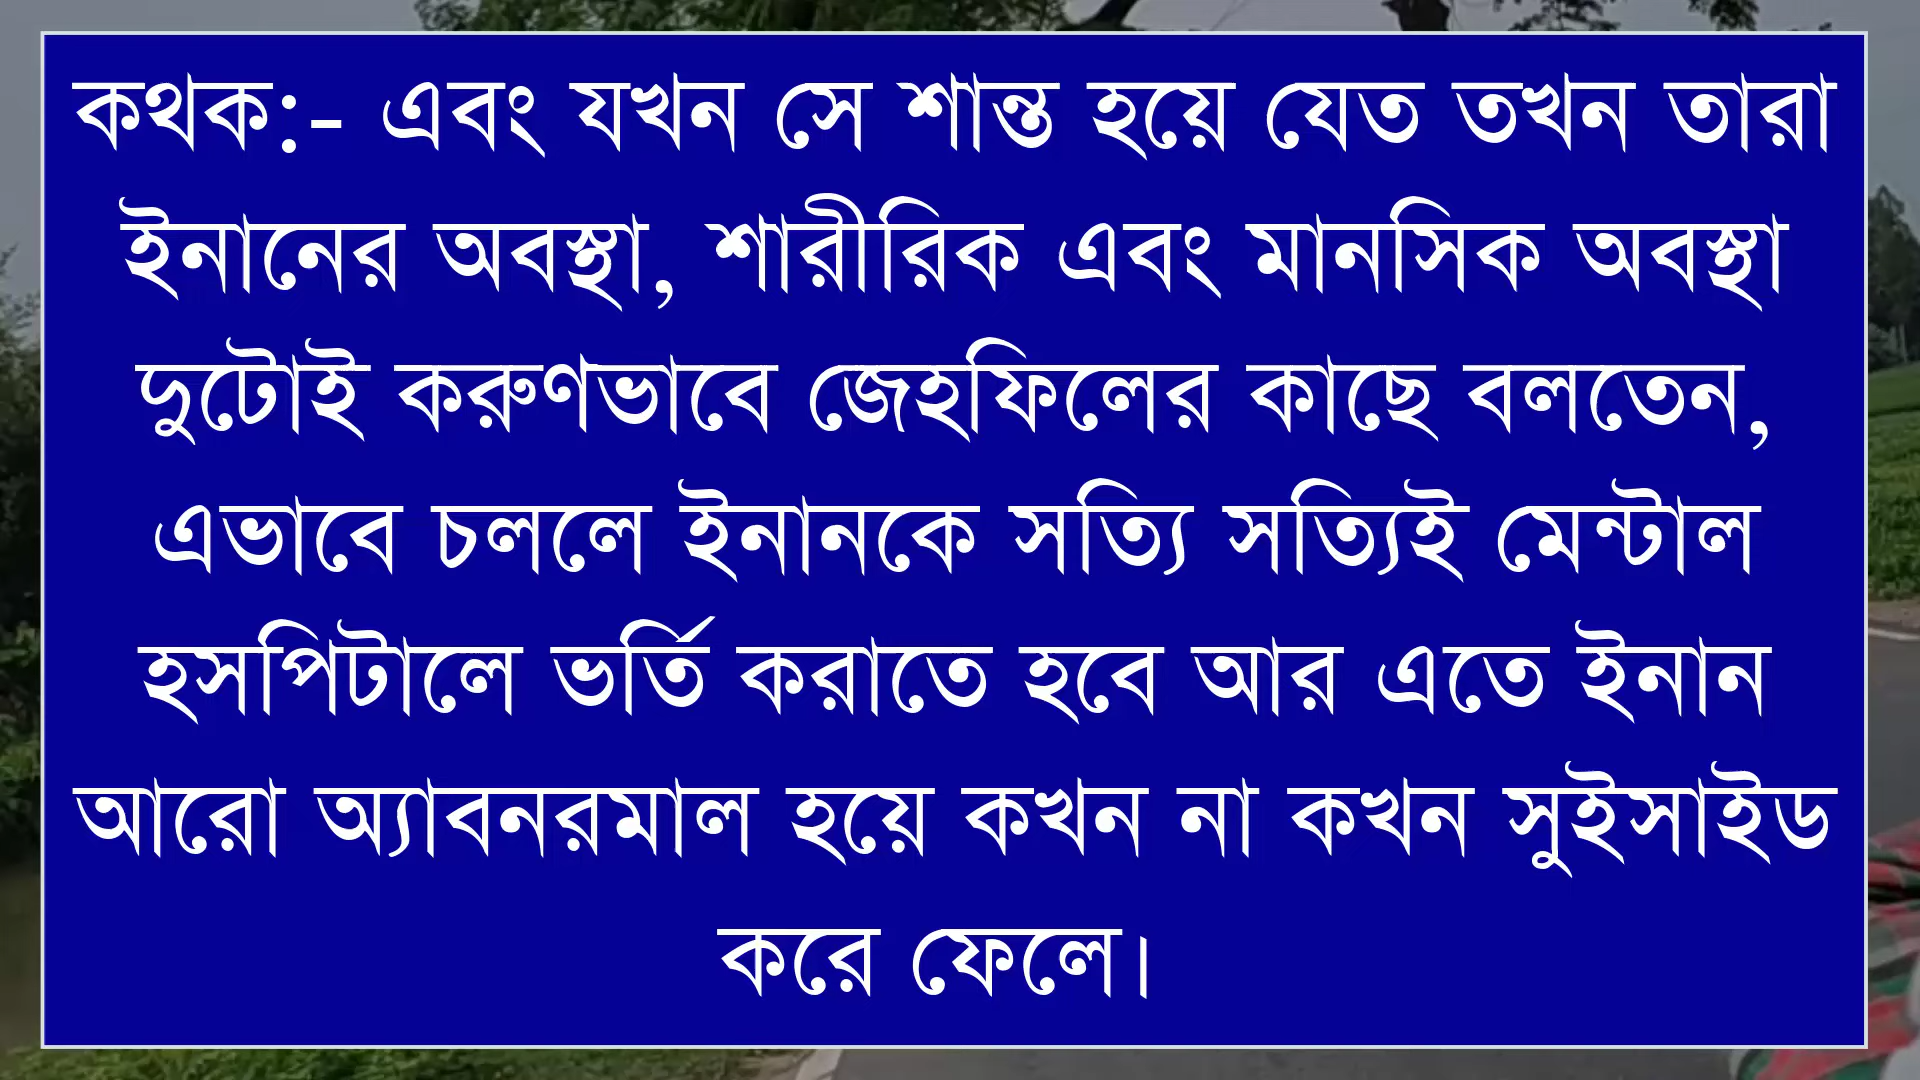 কথক:- এবং যখন সে শান্ত হয়ে যেত তখন তারা
ইনানের অবস্থা, শারীরিক এবং মানসিক অবস্থা
দুটোই করুণভাবে জেহফিলের কাছে বলতেন,
এভাবে চললে ইনানকে সত্যি সত্যিই মেন্টাল
হসপিটালে ভর্তি করাতে হবে আর এতে ইনান
আরো অ্যাবনরমাল হয়ে কখন না কখন সুইসাইড
করে ফেলে।